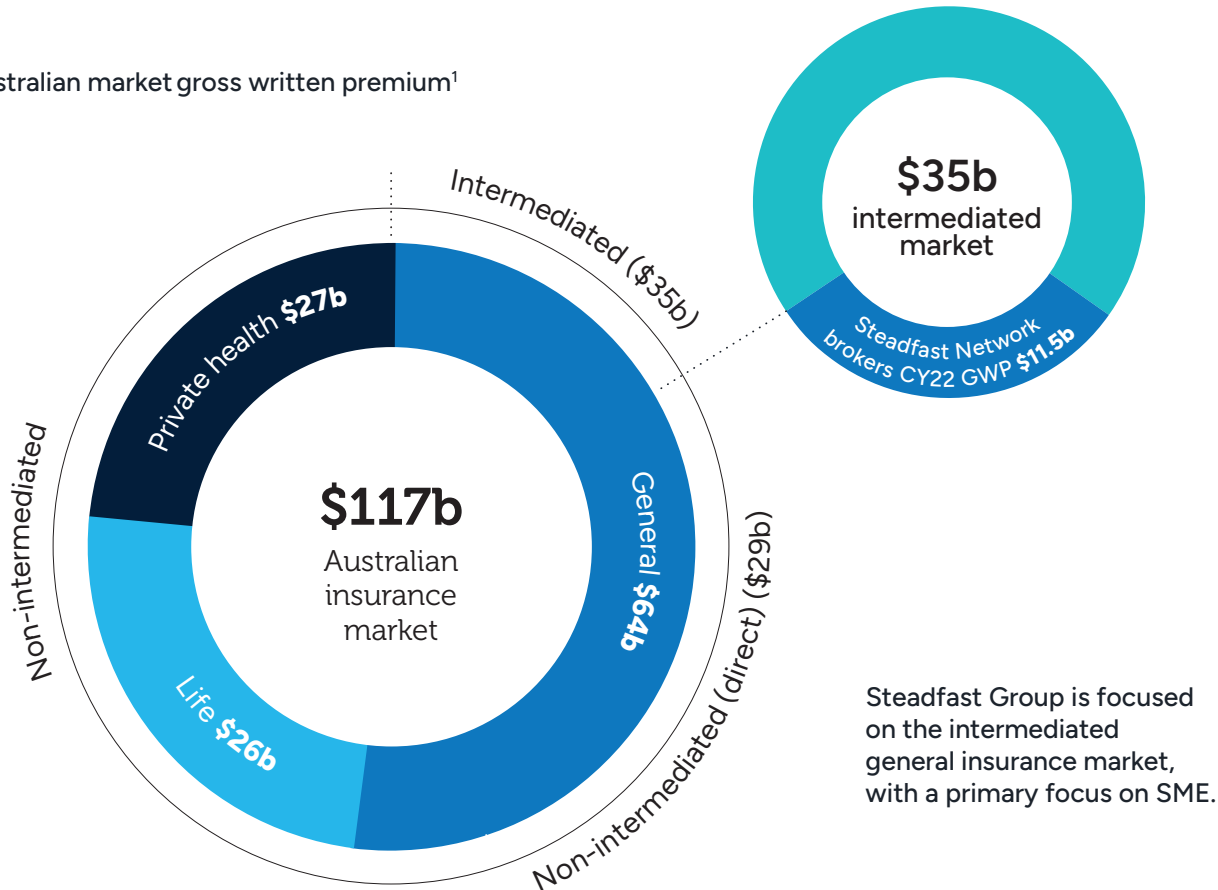 stralian market gross written premium¹
$35b
intermediated
market
Steadfast Network
brokers CY22 GWP $11.5b
Intermediated ($35b)
Private health $27b
General $64b
Non-intermediated
$117b
Australian
insurance
market
Life $26b
Non-intermediated (direct) ($29b)
Steadfast Group is focused
on the intermediated
general insurance market,
with a primary focus on SME.